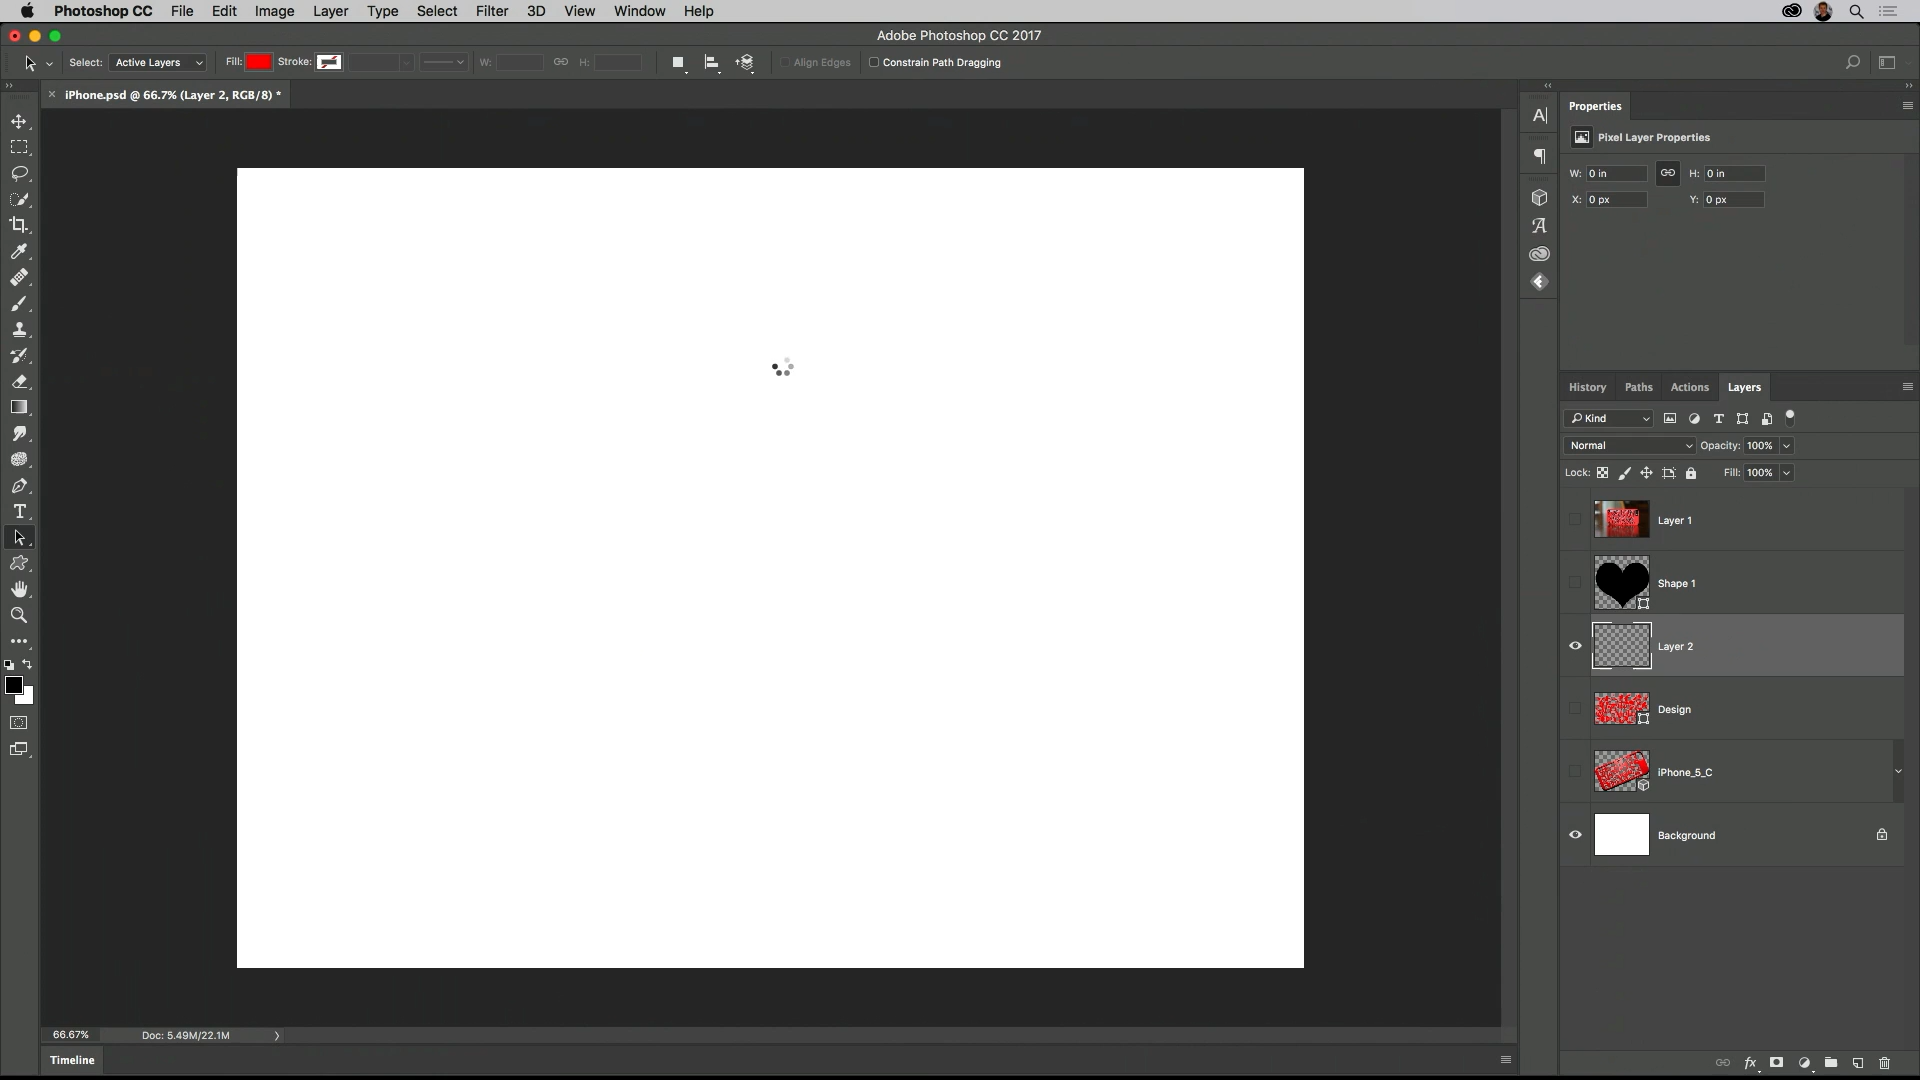 Photoshop CC File Edit Image Layer Type Select Filter 3D View Window Help
Adobe Photoshop CC 2017
Select: Active Layers Fill: Stroke: W: H: Align Edges Constrain Path Dragging
iPhone.psd @ 66.7% (Layer 2, RGB/8) *
Properties
Pixel Layer Properties
W: 0 in H: 0 in
X: 0 px Y: 0 px
History Paths Actions Layers
Kind
Normal Opacity: 100%
Lock: Fill: 100%
Layer 1
Shape 1
Layer 2
Design
iPhone_5_C
Background
66.67% Doc: 5.49M/22.1M
Timeline